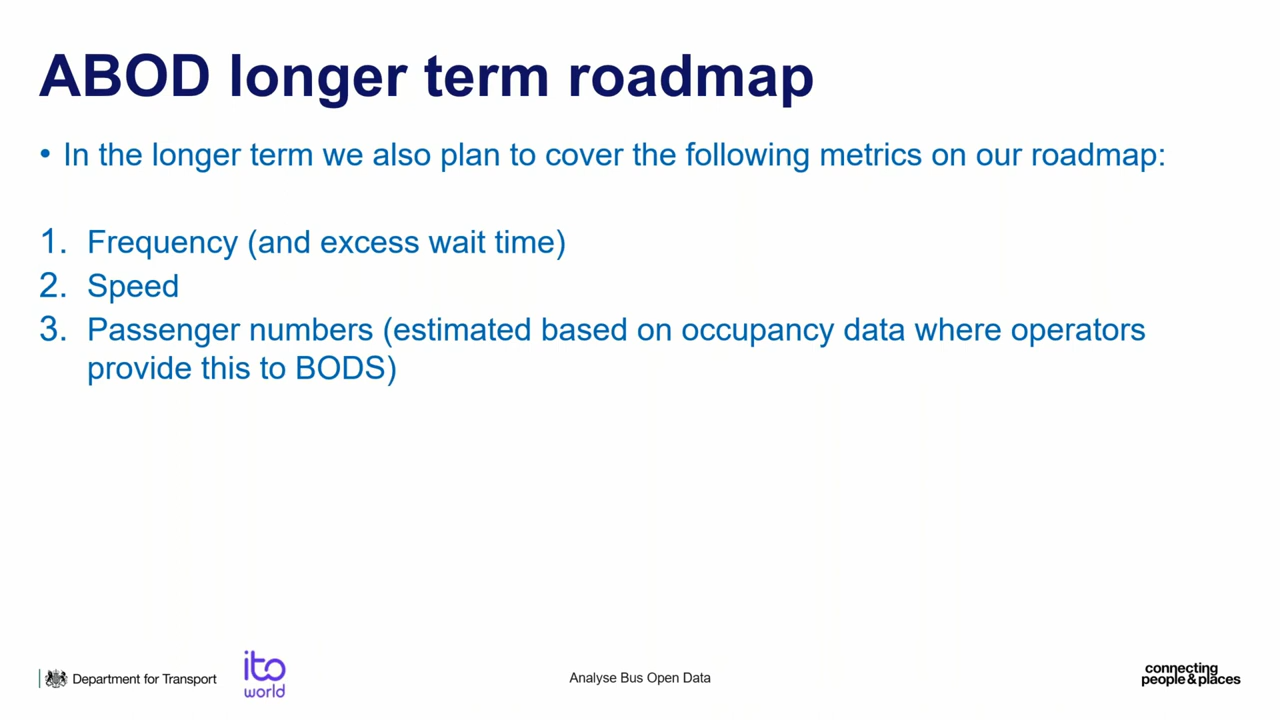 ABOD longer term roadmap
• In the longer term we also plan to cover the following metrics on our roadmap:
1. Frequency (and excess wait time)
2. Speed
3. Passenger numbers (estimated based on occupancy data where operators
provide this to BODS)
Department for Transport
ito
world
Analyse Bus Open Data
connecting
people&places